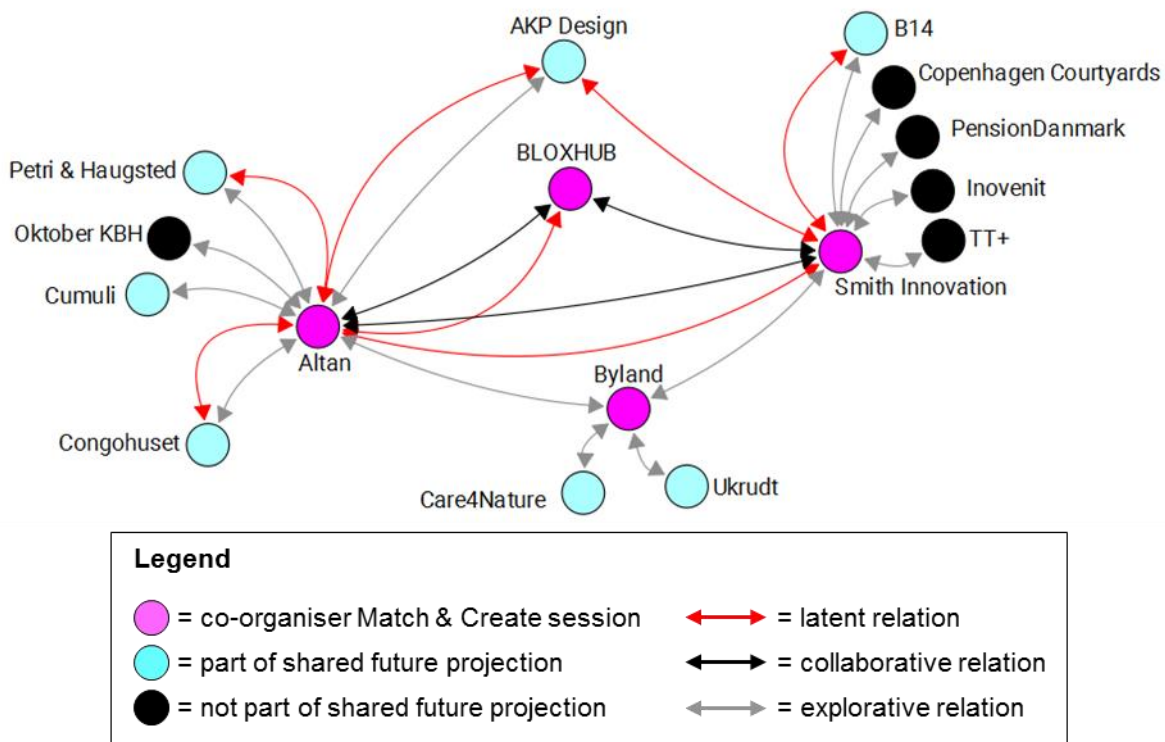 AKP Design
B14
Copenhagen Courtyards
PensionDanmark
BLOXHUB
Petri & Haugsted
Inovenit
Oktober KBH
TT+
Cumuli
Smith Innovation
Altan
Byland
Congohuset
Care4Nature
Ukrudt
Legend
= co-organiser Match & Create session
= latent relation
= part of shared future projection
= collaborative relation
= not part of shared future projection
= explorative relation